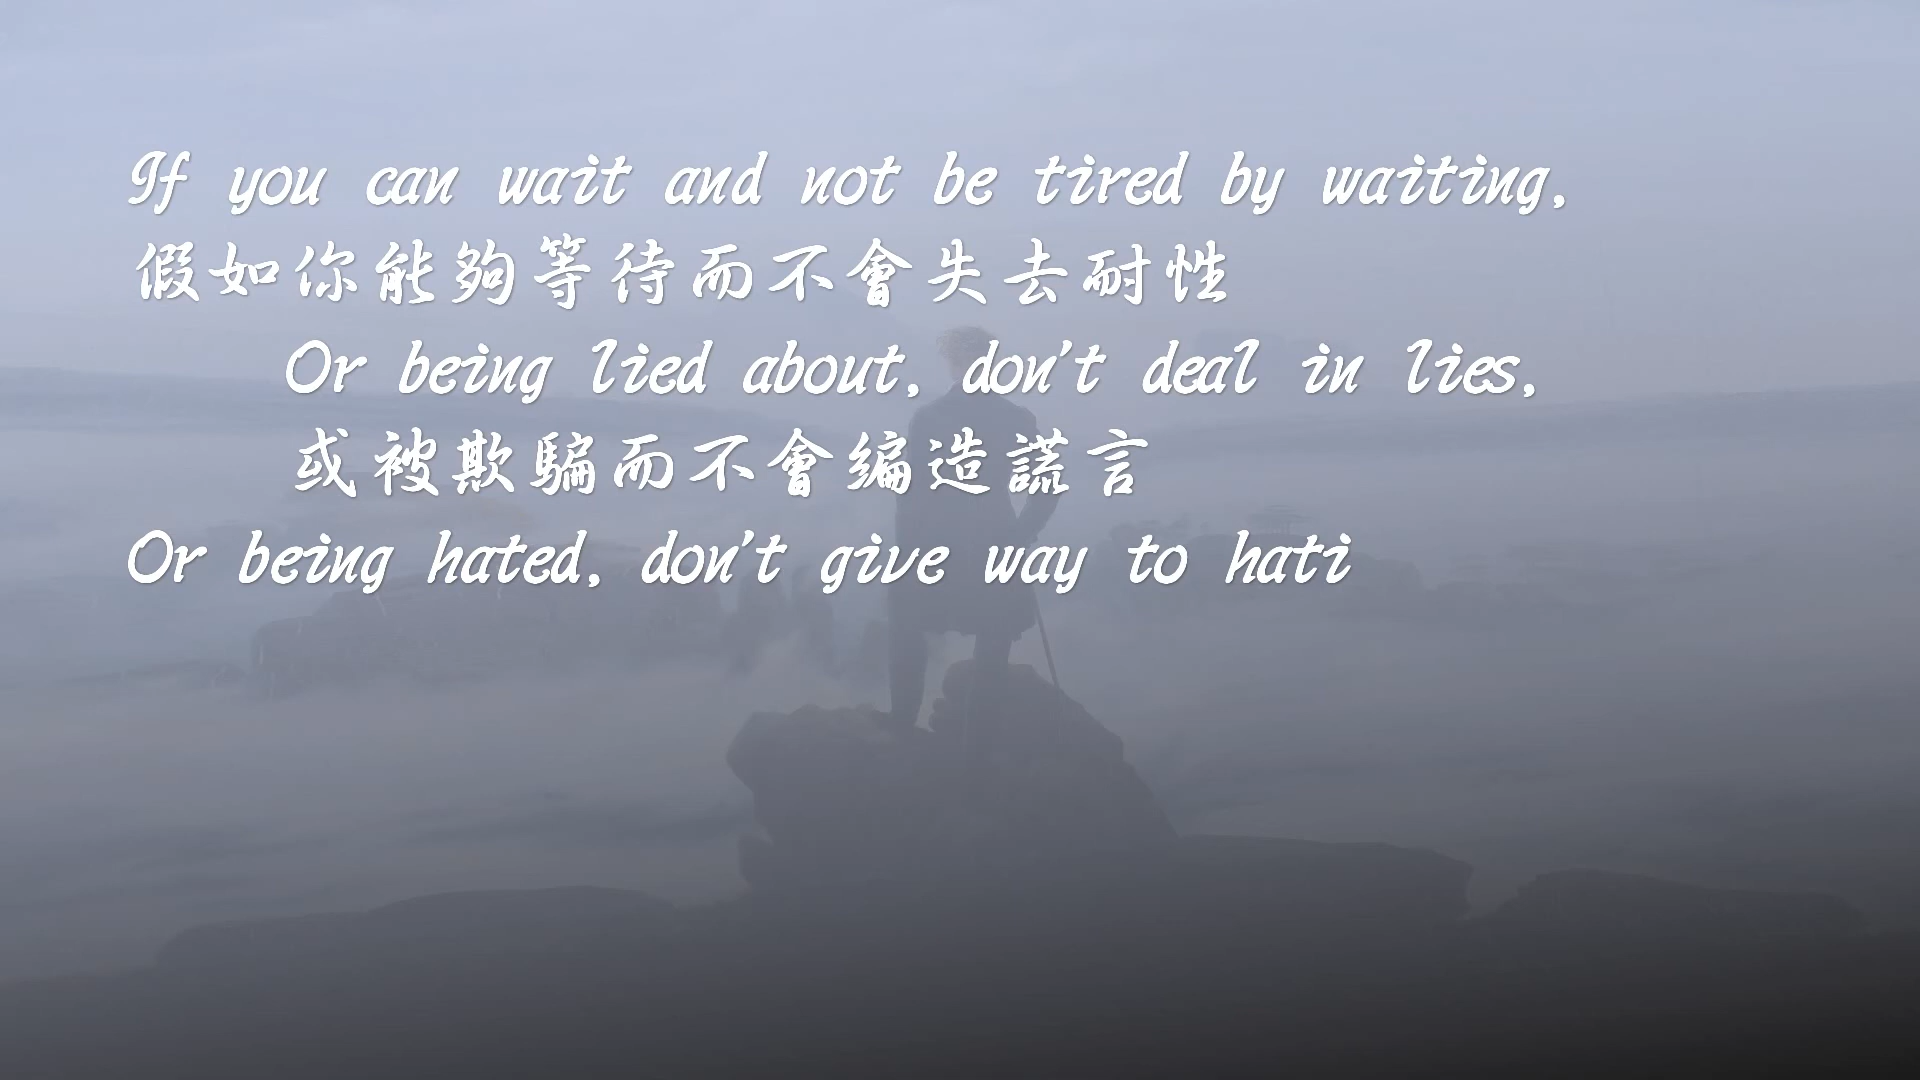 If you can wait and not be tired by waiting,
假如你能夠等待而不會失去耐性
Or being lied about, don't deal in lies,
或被欺騙而不會編造謊言
Or being hated, don't give way to hati